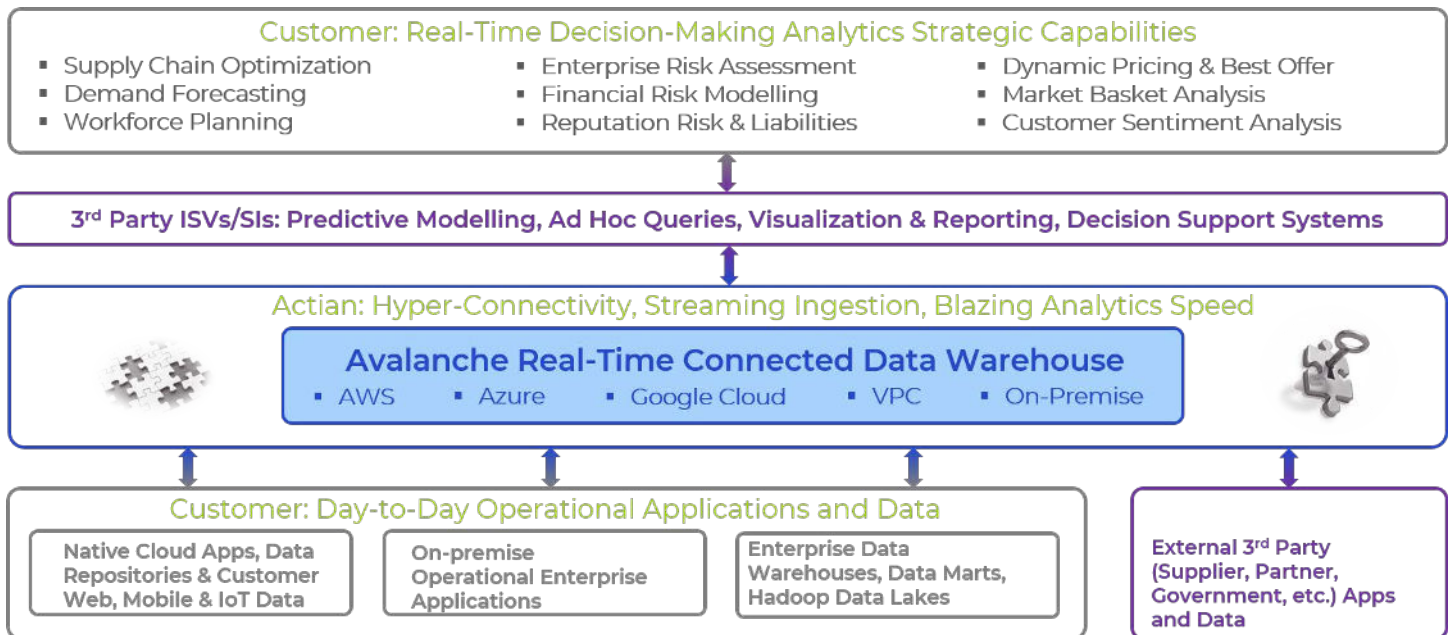 Customer: Real-Time Decision-Making Analytics Strategic Capabilities
▪ Supply Chain Optimization
▪ Demand Forecasting
▪ Workforce Planning
▪ Enterprise Risk Assessment
▪ Financial Risk Modelling
▪ Reputation Risk & Liabilities
▪ Dynamic Pricing & Best Offer
▪ Market Basket Analysis
▪ Customer Sentiment Analysis
3rd Party ISVs/SIs: Predictive Modelling, Ad Hoc Queries, Visualization & Reporting, Decision Support Systems
Actian: Hyper-Connectivity, Streaming Ingestion, Blazing Analytics Speed
Avalanche Real-Time Connected Data Warehouse
▪ AWS ▪ Azure ▪ Google Cloud ▪ VPC ▪ On-Premise
Customer: Day-to-Day Operational Applications and Data
Native Cloud Apps, Data
Repositories & Customer
Web, Mobile & IoT Data
On-premise
Operational Enterprise
Applications
Enterprise Data
Warehouses, Data Marts,
Hadoop Data Lakes
External 3rd Party
(Supplier, Partner,
Government, etc.) Apps
and Data